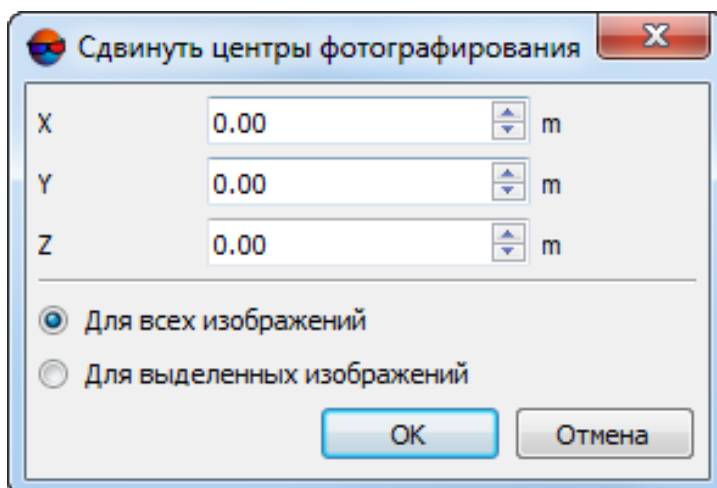 Сдвинуть центры фотографирования
X 0.00 m
Y 0.00 m
Z 0.00 m
Для всех изображений
Для выделенных изображений
OK Отмена